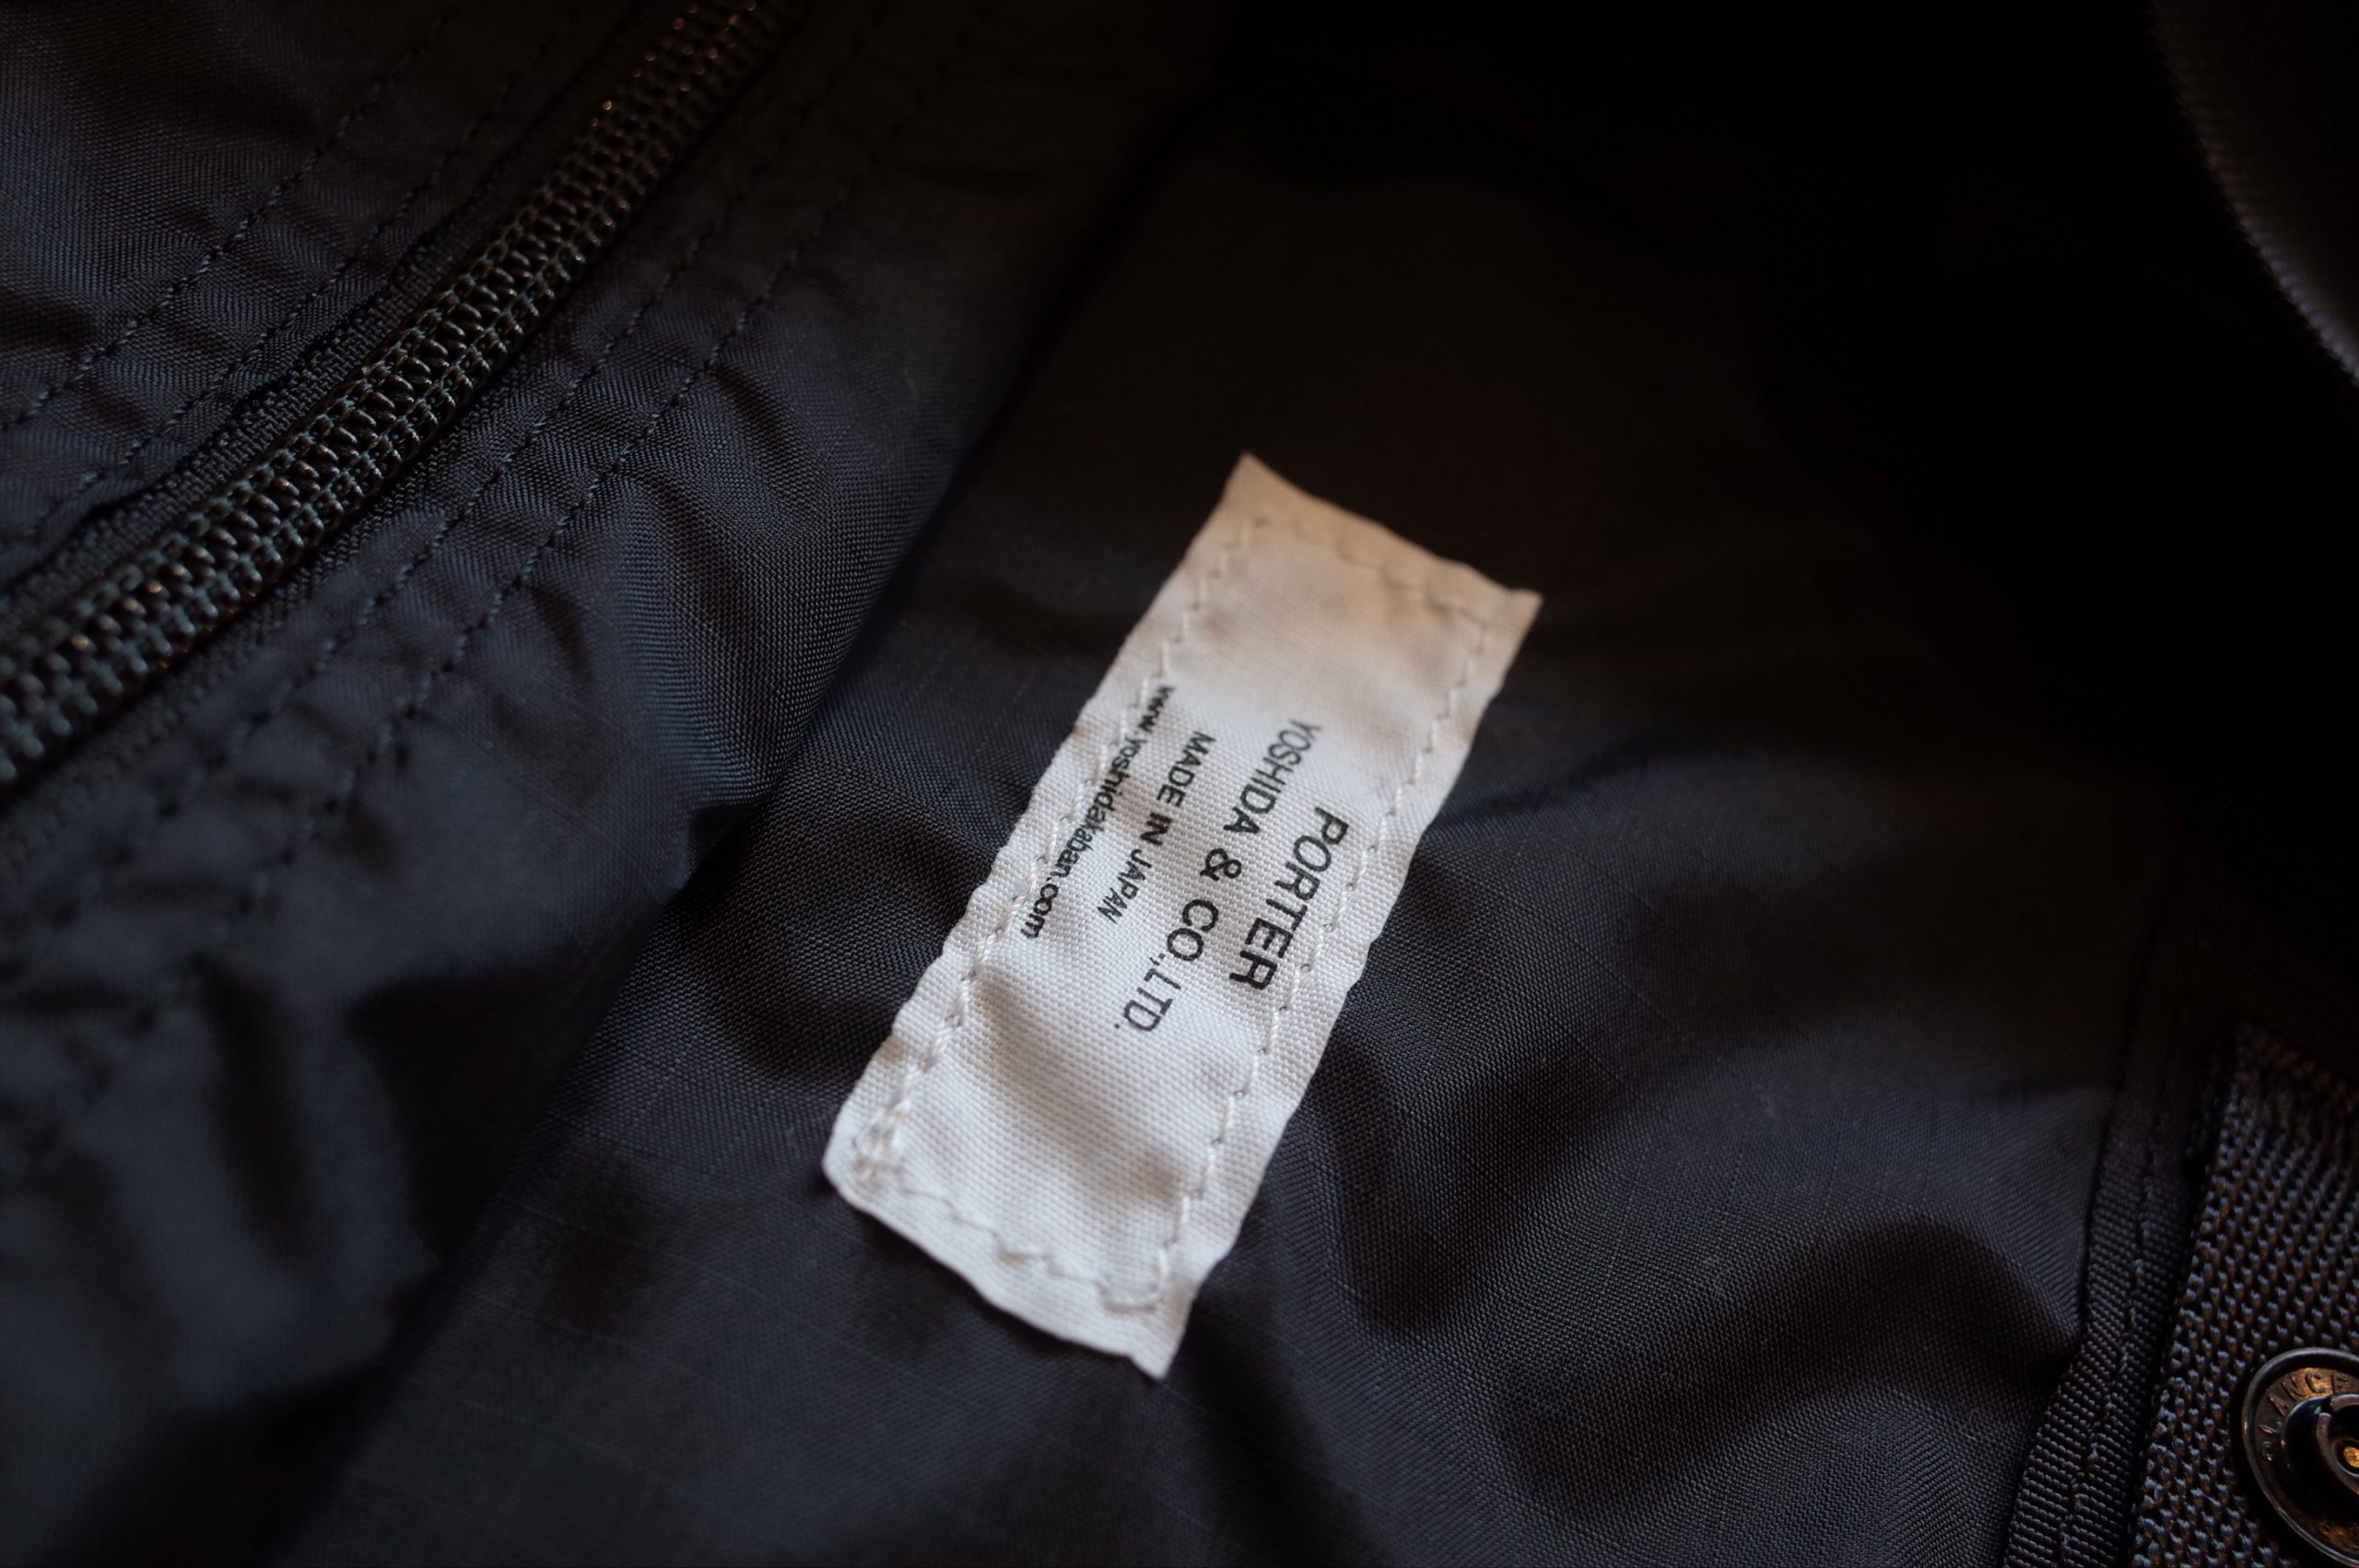 PORTER
YOSHIDA & CO.,LTD.
MADE IN JAPAN
www.yoshidakaban.com